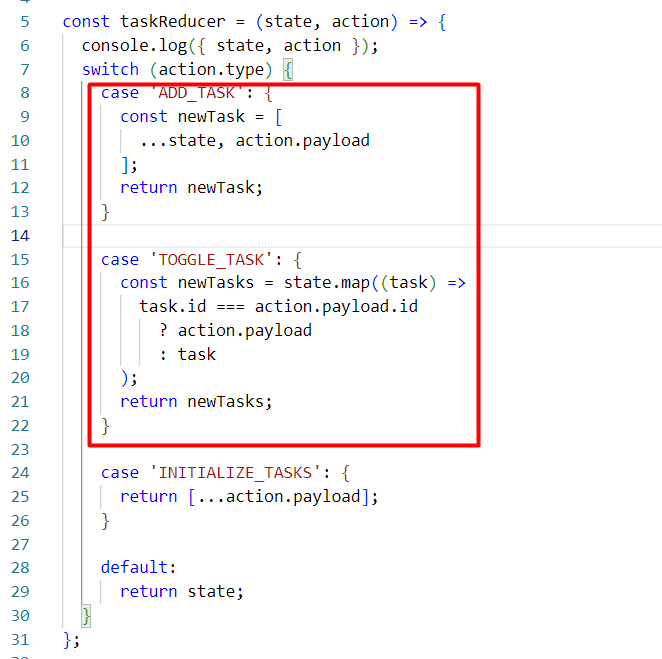 5 const taskReducer = (state, action) => {
6 console.log({ state, action });
7 switch (action.type) {
8 case 'ADD_TASK': {
9 const newTask = [
10 ...state, action.payload
11 ];
12 return newTask;
13 }
14
15 case 'TOGGLE_TASK': {
16 const newTasks = state.map((task) =>
17 task.id === action.payload.id
18 ? action.payload
19 : task
20 );
21 return newTasks;
22 }
23
24 case 'INITIALIZE_TASKS': {
25 return [...action.payload];
26 }
27
28 default:
29 return state;
30 }
31 };